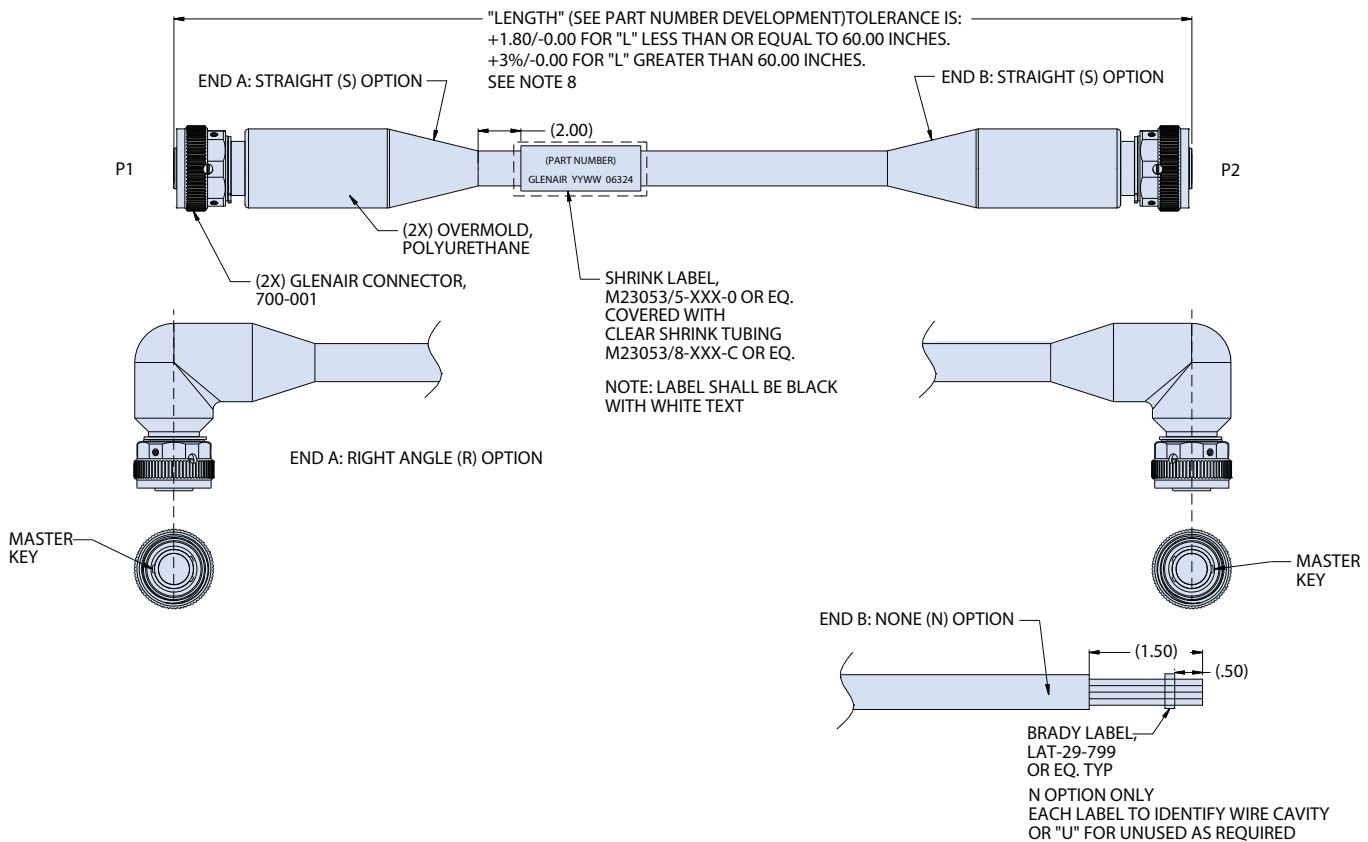 "LENGTH" (SEE PART NUMBER DEVELOPMENT)TOLERANCE IS:
+1.80/-0.00 FOR "L" LESS THAN OR EQUAL TO 60.00 INCHES.
+3%/-0.00 FOR "L" GREATER THAN 60.00 INCHES.
SEE NOTE 8
END A: STRAIGHT (S) OPTION
END B: STRAIGHT (S) OPTION
(2.00)
P1
(PART NUMBER)
GLENAIR YYWW 06324
P2
(2X) OVERMOLD,
POLYURETHANE
(2X) GLENAIR CONNECTOR,
700-001
SHRINK LABEL,
M23053/5-XXX-0 OR EQ.
COVERED WITH
CLEAR SHRINK TUBING
M23053/8-XXX-C OR EQ.
NOTE: LABEL SHALL BE BLACK
WITH WHITE TEXT
END A: RIGHT ANGLE (R) OPTION
MASTER
KEY
MASTER
KEY
END B: NONE (N) OPTION
(1.50)
(.50)
BRADY LABEL,
LAT-29-799
OR EQ. TYP
N OPTION ONLY
EACH LABEL TO IDENTIFY WIRE CAVITY
OR "U" FOR UNUSED AS REQUIRED